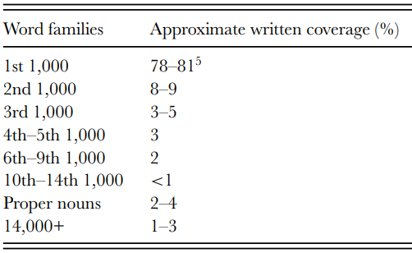 Word families Approximate written coverage (%)
1st 1,000 78–81⁵
2nd 1,000 8–9
3rd 1,000 3–5
4th–5th 1,000 3
6th–9th 1,000 2
10th–14th 1,000 <1
Proper nouns 2–4
14,000+ 1–3